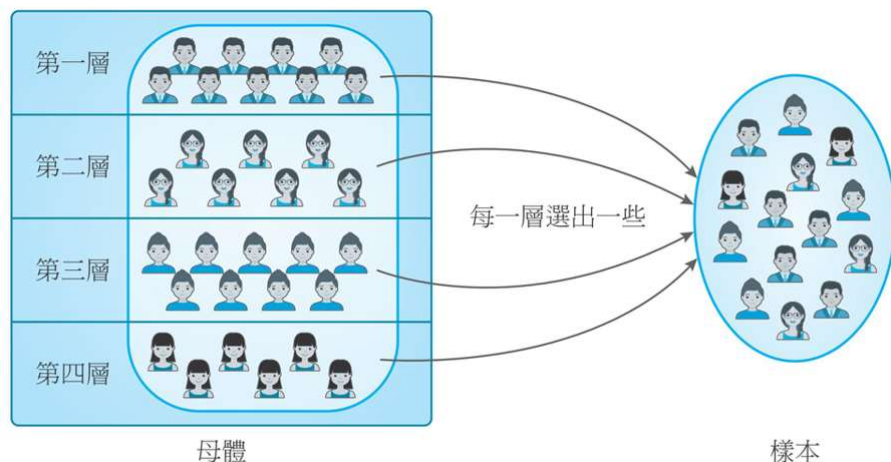 第一層
第二層
每一層選出一些
第三層
第四層
母體
樣本